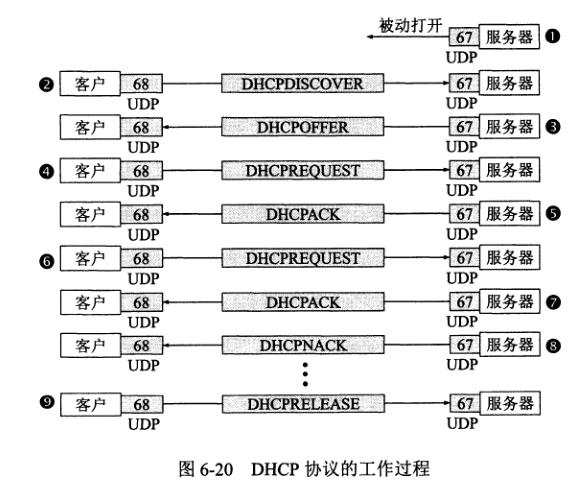 被动打开
67 服务器 ❶
UDP
❷ 客户 68 DHCPDISCOVER 67 服务器
UDP UDP
客户 68 DHCPOFFER 67 服务器 ❸
UDP UDP
❹ 客户 68 DHCPREQUEST 67 服务器
UDP UDP
客户 68 DHCPACK 67 服务器 ❺
UDP UDP
❻ 客户 68 DHCPREQUEST 67 服务器
UDP UDP
客户 68 DHCPACK 67 服务器 ❼
UDP UDP
客户 68 DHCPNACK 67 服务器 ❽
UDP UDP
❾ 客户 68 DHCPRELEASE 67 服务器
UDP UDP
图 6-20 DHCP 协议的工作过程